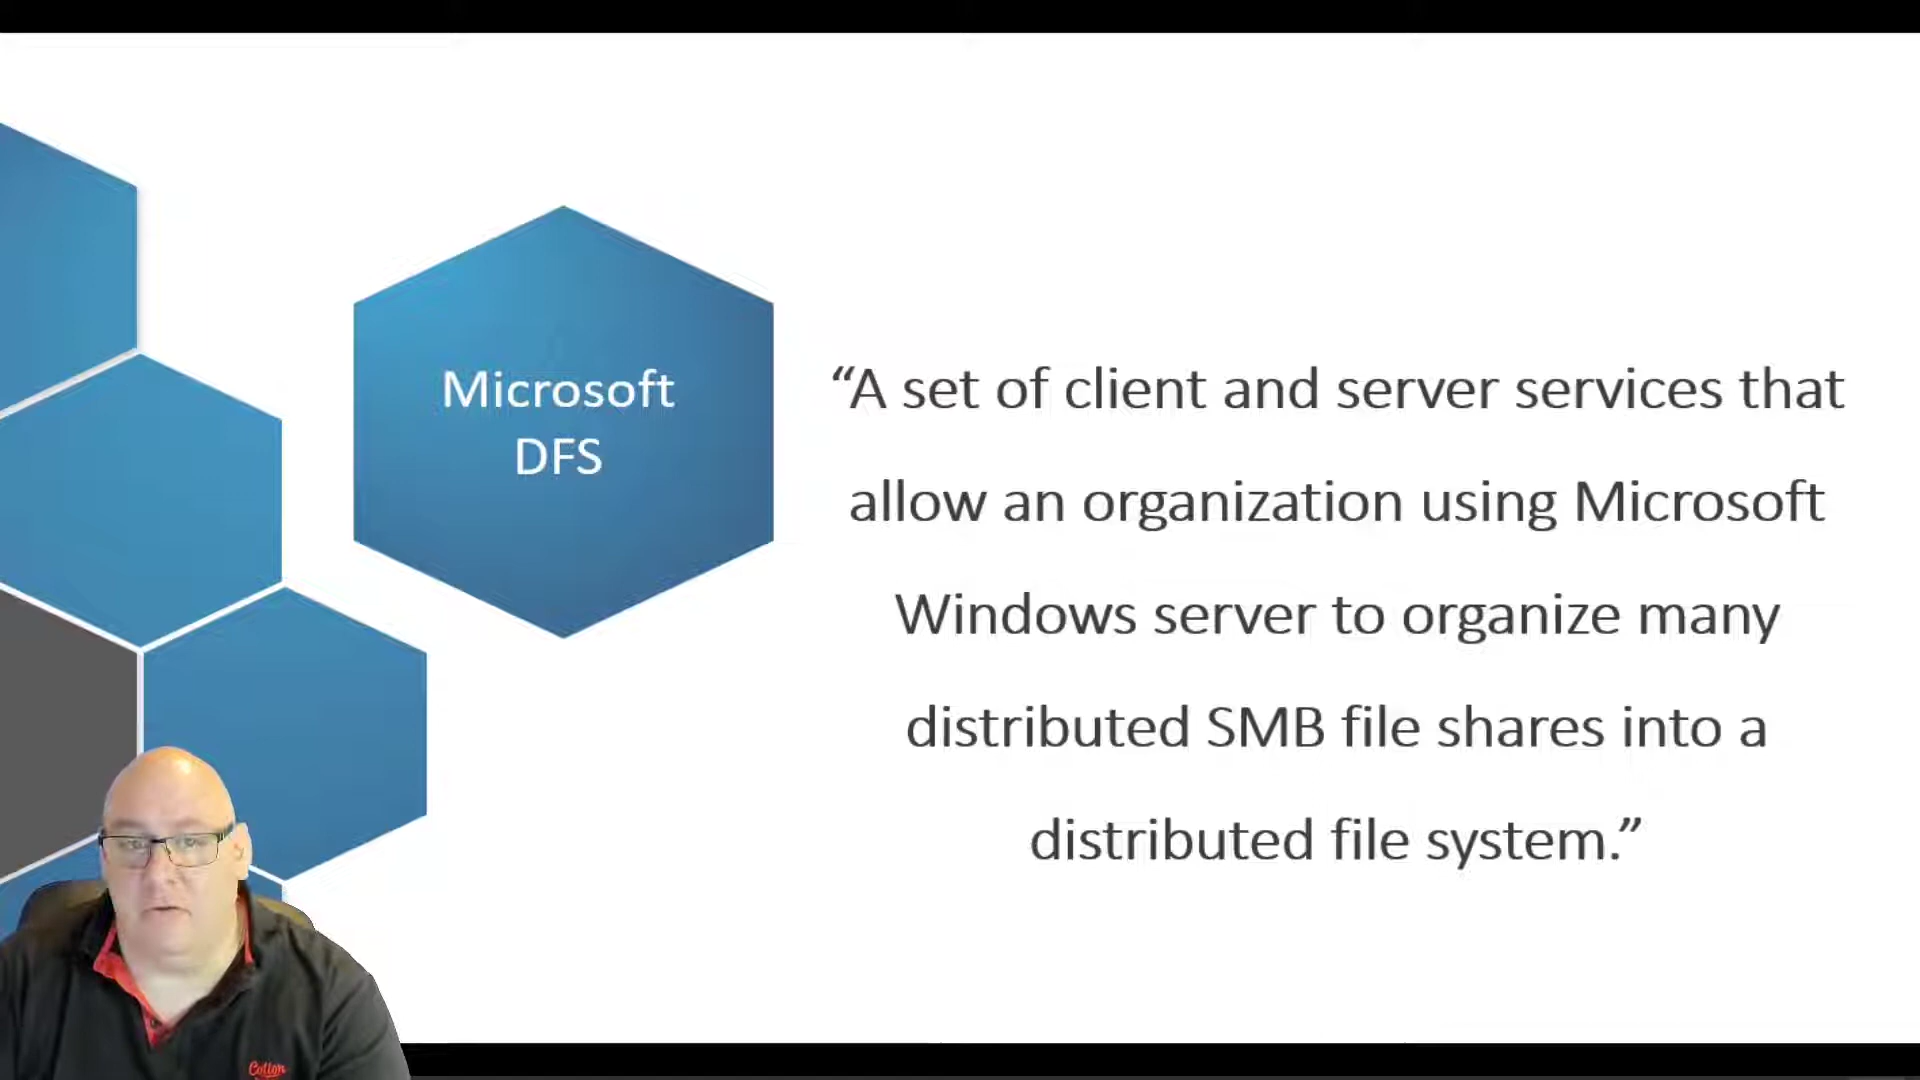 Microsoft
DFS
“A set of client and server services that
allow an organization using Microsoft
Windows server to organize many
distributed SMB file shares into a
distributed file system.”
Cotton